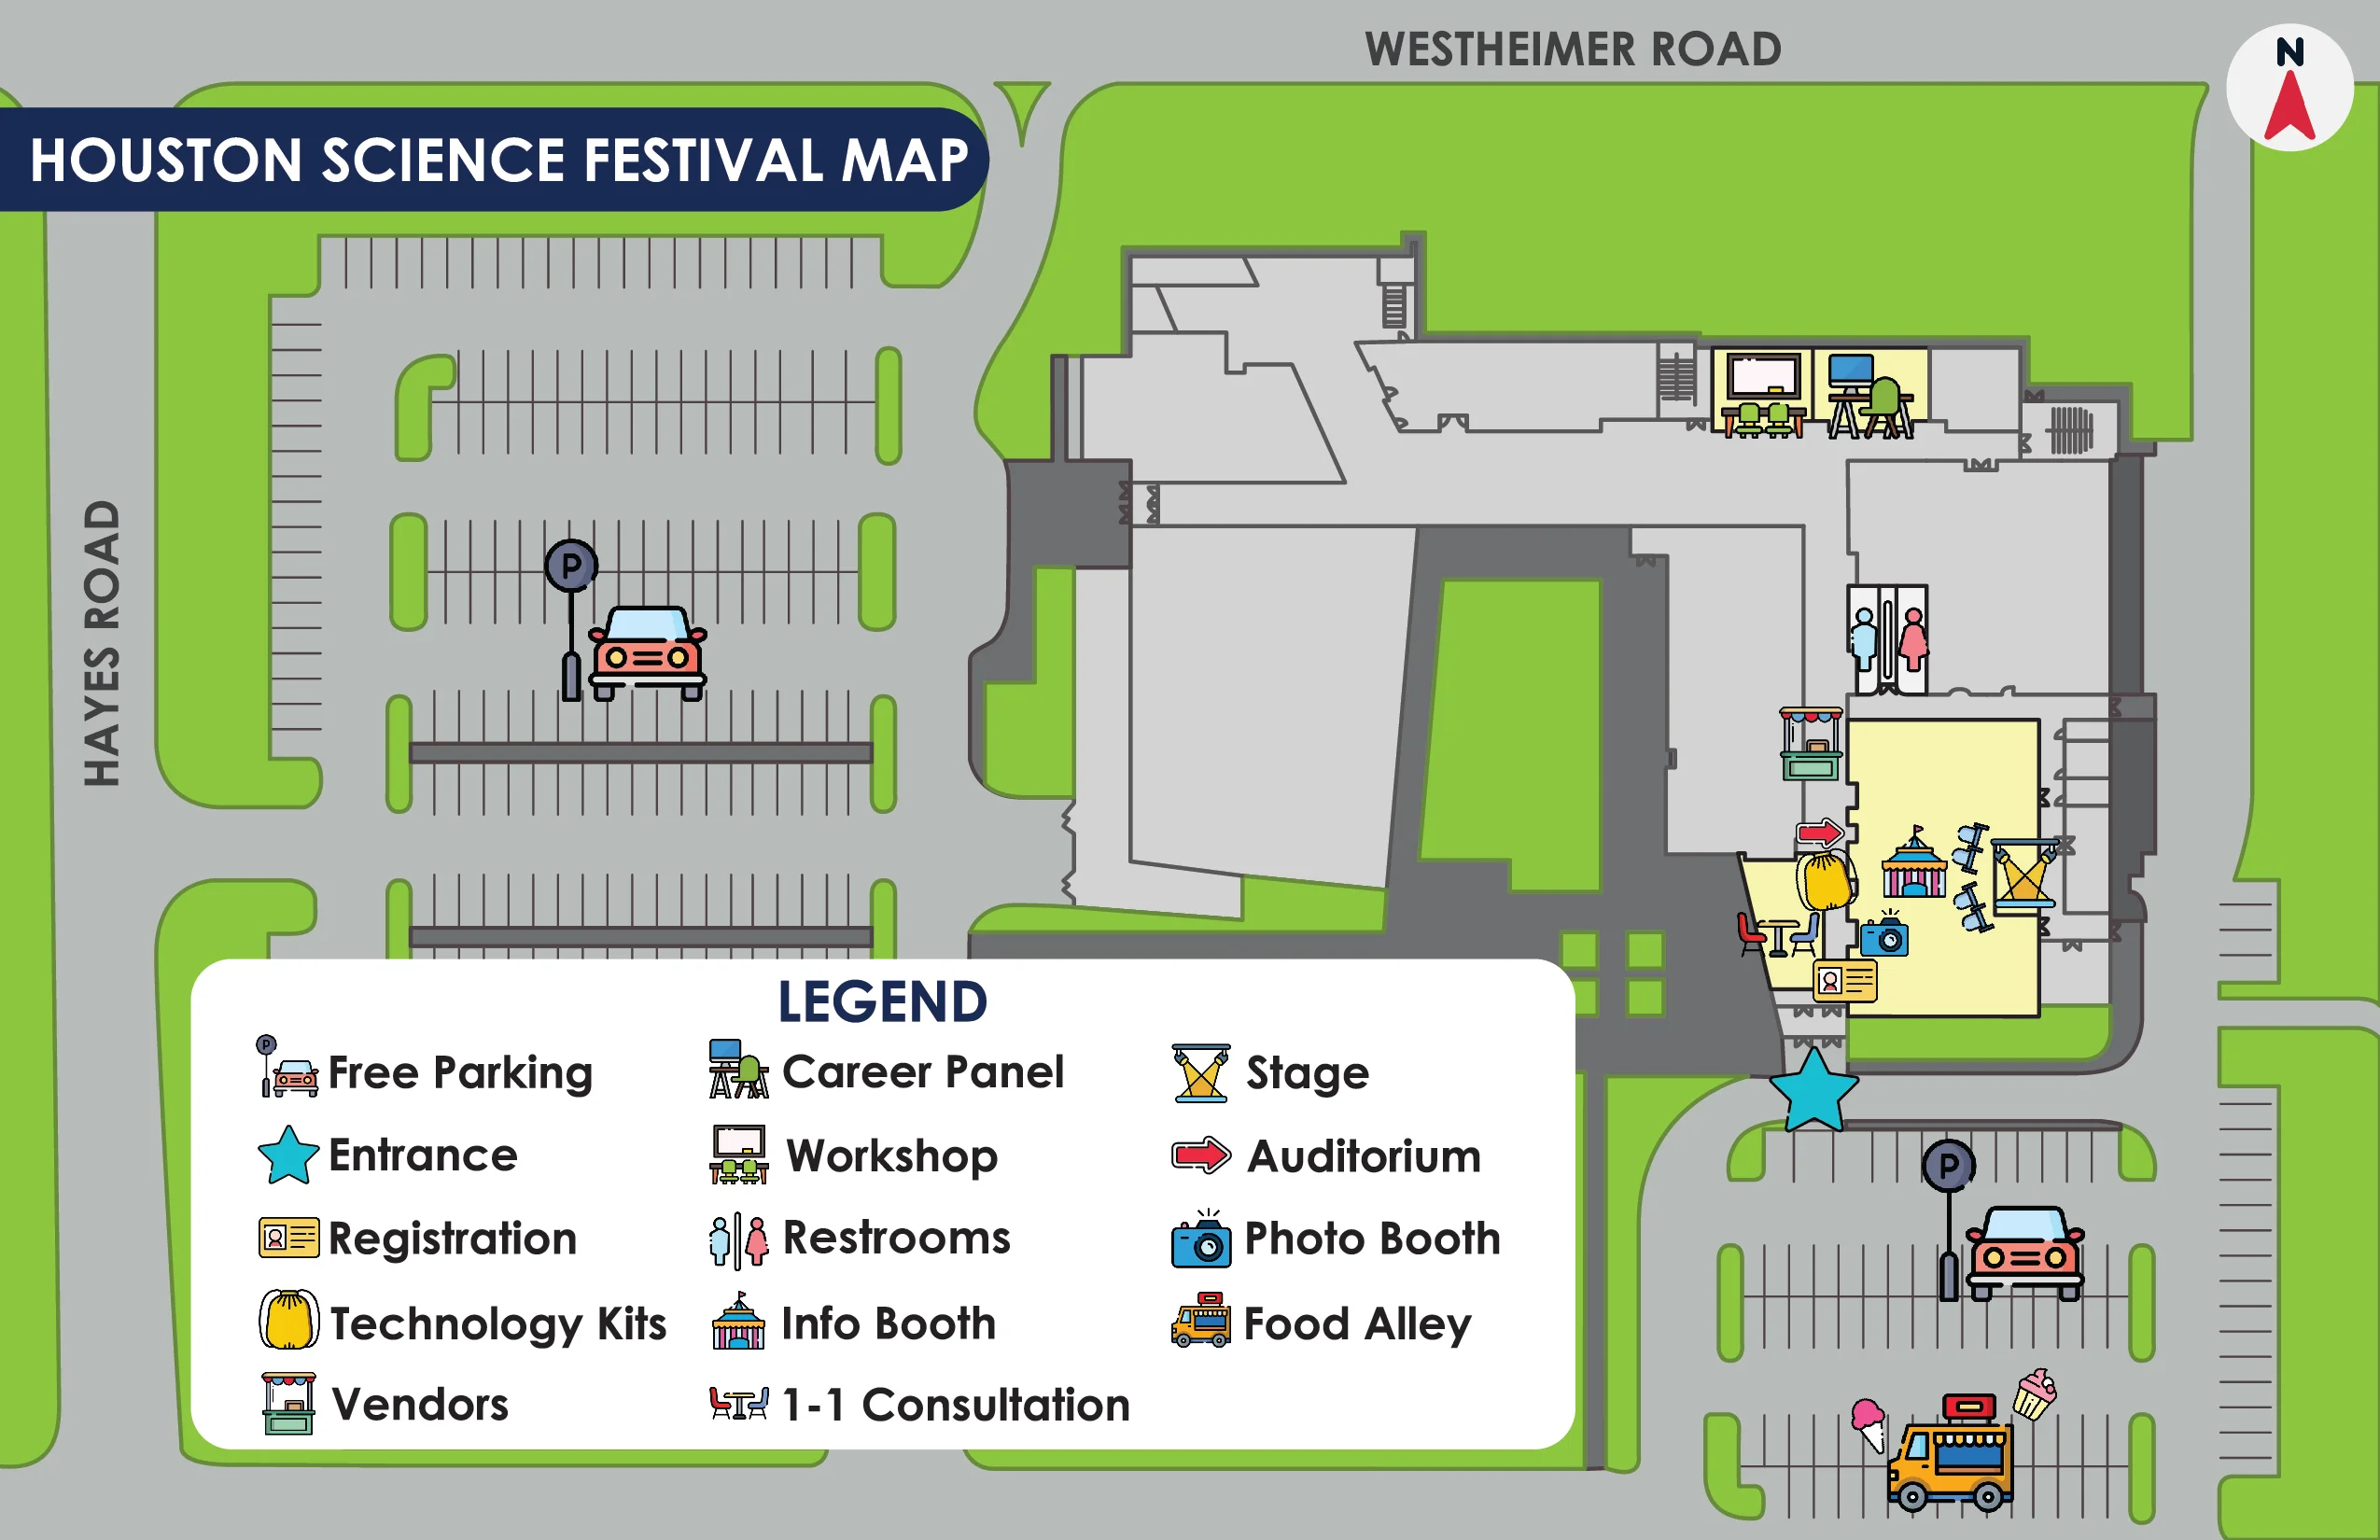 WESTHEIMER ROAD
N
HOUSTON SCIENCE FESTIVAL MAP
HAYES ROAD
P
LEGEND
P
Free Parking
Career Panel
Stage
Entrance
Workshop
Auditorium
Registration
Restrooms
Photo Booth
Technology Kits
Info Booth
Food Alley
Vendors
1-1 Consultation
P